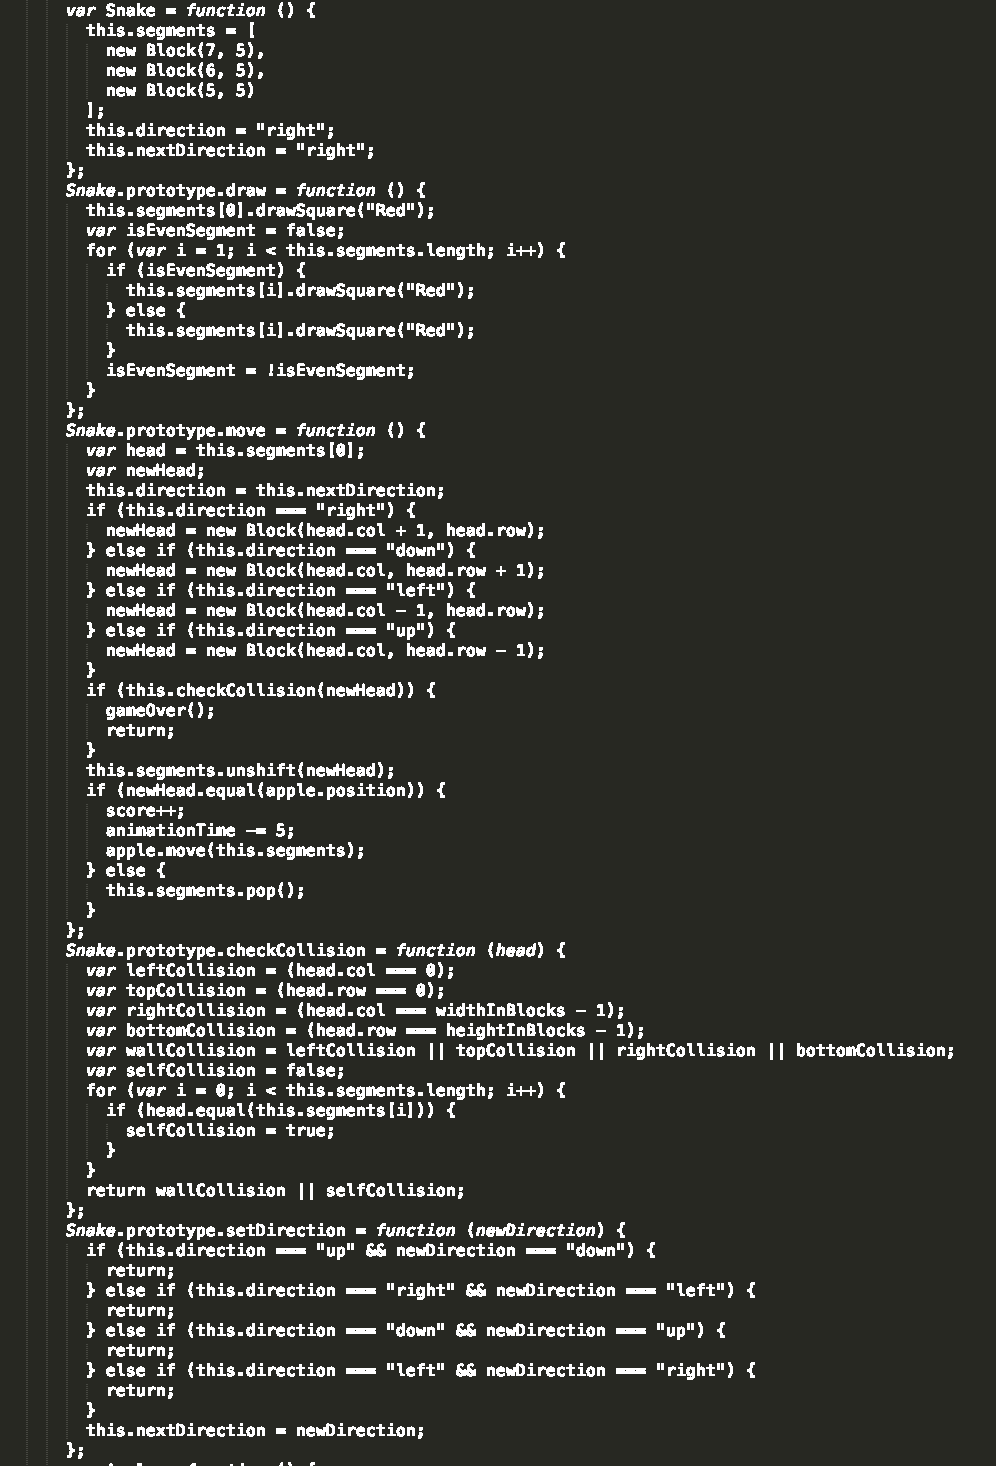 var Snake = function () {
this.segments = [
new Block(7, 5),
new Block(6, 5),
new Block(5, 5)
];
this.direction = "right";
this.nextDirection = "right";
};
Snake.prototype.draw = function () {
this.segments[0].drawSquare("Red");
var isEvenSegment = false;
for (var i = 1; i < this.segments.length; i++) {
if (isEvenSegment) {
this.segments[i].drawSquare("Red");
} else {
this.segments[i].drawSquare("Red");
}
isEvenSegment = !isEvenSegment;
}
};
Snake.prototype.move = function () {
var head = this.segments[0];
var newHead;
this.direction = this.nextDirection;
if (this.direction === "right") {
newHead = new Block(head.col + 1, head.row);
} else if (this.direction === "down") {
newHead = new Block(head.col, head.row + 1);
} else if (this.direction === "left") {
newHead = new Block(head.col - 1, head.row);
} else if (this.direction === "up") {
newHead = new Block(head.col, head.row - 1);
}
if (this.checkCollision(newHead)) {
gameOver();
return;
}
this.segments.unshift(newHead);
if (newHead.equal(apple.position)) {
score++;
animationTime -= 5;
apple.move(this.segments);
} else {
this.segments.pop();
}
};
Snake.prototype.checkCollision = function (head) {
var leftCollision = (head.col === 0);
var topCollision = (head.row === 0);
var rightCollision = (head.col === widthInBlocks - 1);
var bottomCollision = (head.row === heightInBlocks - 1);
var wallCollision = leftCollision || topCollision || rightCollision || bottomCollision;
var selfCollision = false;
for (var i = 0; i < this.segments.length; i++) {
if (head.equal(this.segments[i])) {
selfCollision = true;
}
}
return wallCollision || selfCollision;
};
Snake.prototype.setDirection = function (newDirection) {
if (this.direction === "up" && newDirection === "down") {
return;
} else if (this.direction === "right" && newDirection === "left") {
return;
} else if (this.direction === "down" && newDirection === "up") {
return;
} else if (this.direction === "left" && newDirection === "right") {
return;
}
this.nextDirection = newDirection;
};